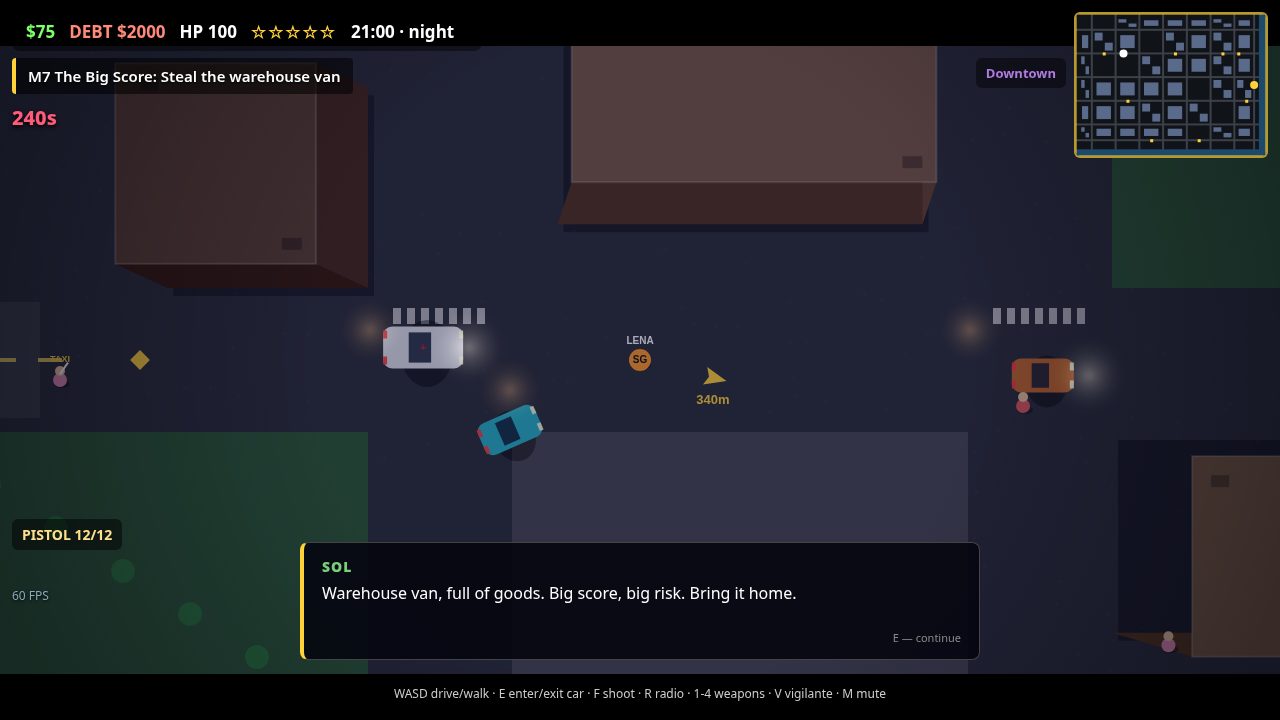 $75 DEBT $2000 HP 100 ☆☆☆☆☆ 21:00 · night
M7 The Big Score: Steal the warehouse van
Downtown
240s
LENA
TAXI
SG
340m
PISTOL 12/12
SOL
Warehouse van, full of goods. Big score, big risk. Bring it home.
60 FPS
E — continue
WASD drive/walk · E enter/exit car · F shoot · R radio · 1-4 weapons · V vigilante · M mute